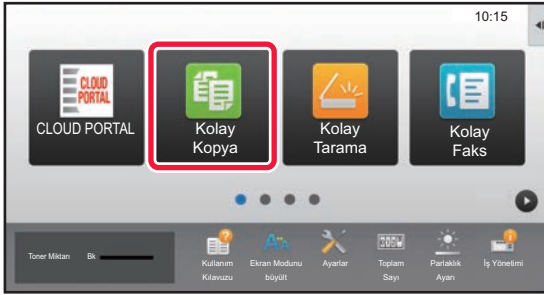 10:15
CLOUD
PORTAL
CLOUD PORTAL
Kolay
Kopya
Kolay
Tarama
Kolay
Faks
Toner Miktarı Bk
Kullanım
Kılavuzu
Ekran Modunu
büyült
Ayarlar
Toplam
Sayı
Parlaklık
Ayarı
İş Yönetimi